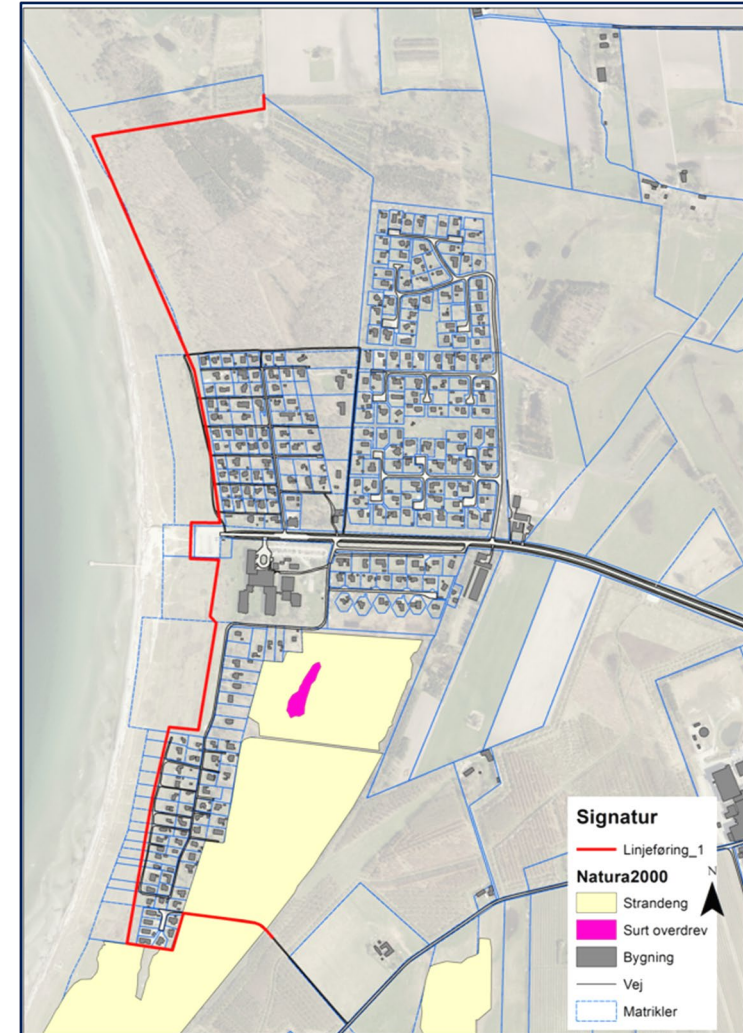 Signatur
Linjeføring_1
Natura2000
N
Strandeng
Surt overdrev
Bygning
Vej
Matrikler